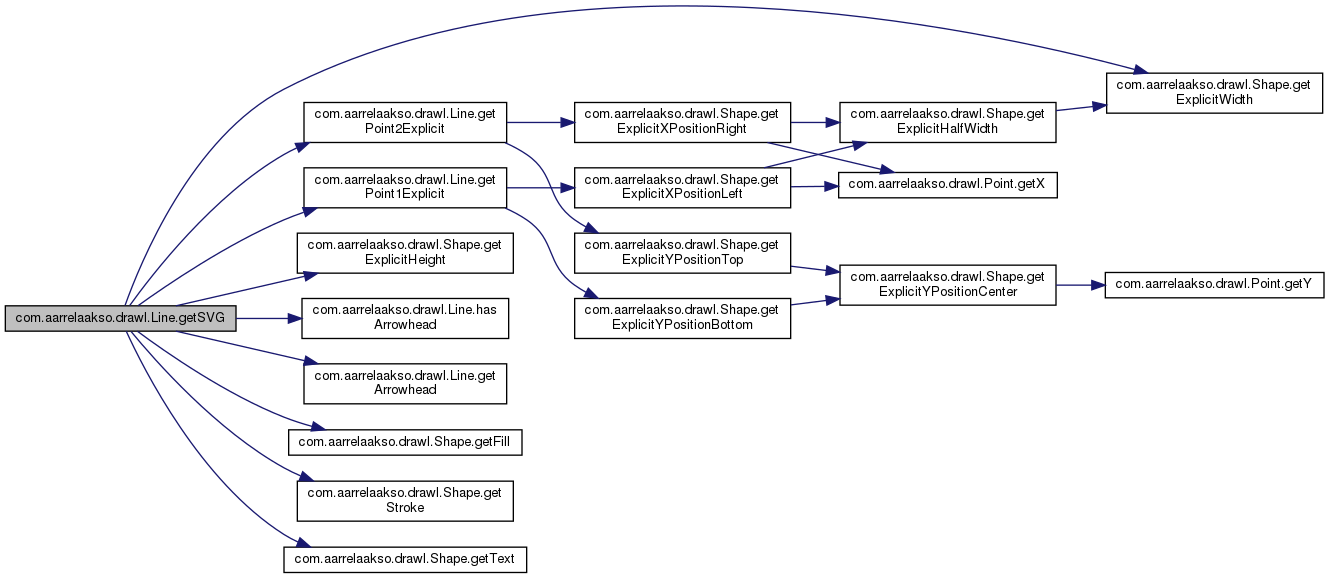 com.aarrelaakso.drawl.Line.getSVG
com.aarrelaakso.drawl.Line.get
Point2Explicit
com.aarrelaakso.drawl.Line.get
Point1Explicit
com.aarrelaakso.drawl.Shape.get
ExplicitHeight
com.aarrelaakso.drawl.Line.has
Arrowhead
com.aarrelaakso.drawl.Line.get
Arrowhead
com.aarrelaakso.drawl.Shape.getFill
com.aarrelaakso.drawl.Shape.get
Stroke
com.aarrelaakso.drawl.Shape.getText
com.aarrelaakso.drawl.Shape.get
ExplicitXPositionRight
com.aarrelaakso.drawl.Shape.get
ExplicitXPositionLeft
com.aarrelaakso.drawl.Shape.get
ExplicitYPositionTop
com.aarrelaakso.drawl.Shape.get
ExplicitYPositionBottom
com.aarrelaakso.drawl.Shape.get
ExplicitHalfWidth
com.aarrelaakso.drawl.Point.getX
com.aarrelaakso.drawl.Shape.get
ExplicitYPositionCenter
com.aarrelaakso.drawl.Shape.get
ExplicitWidth
com.aarrelaakso.drawl.Point.getY